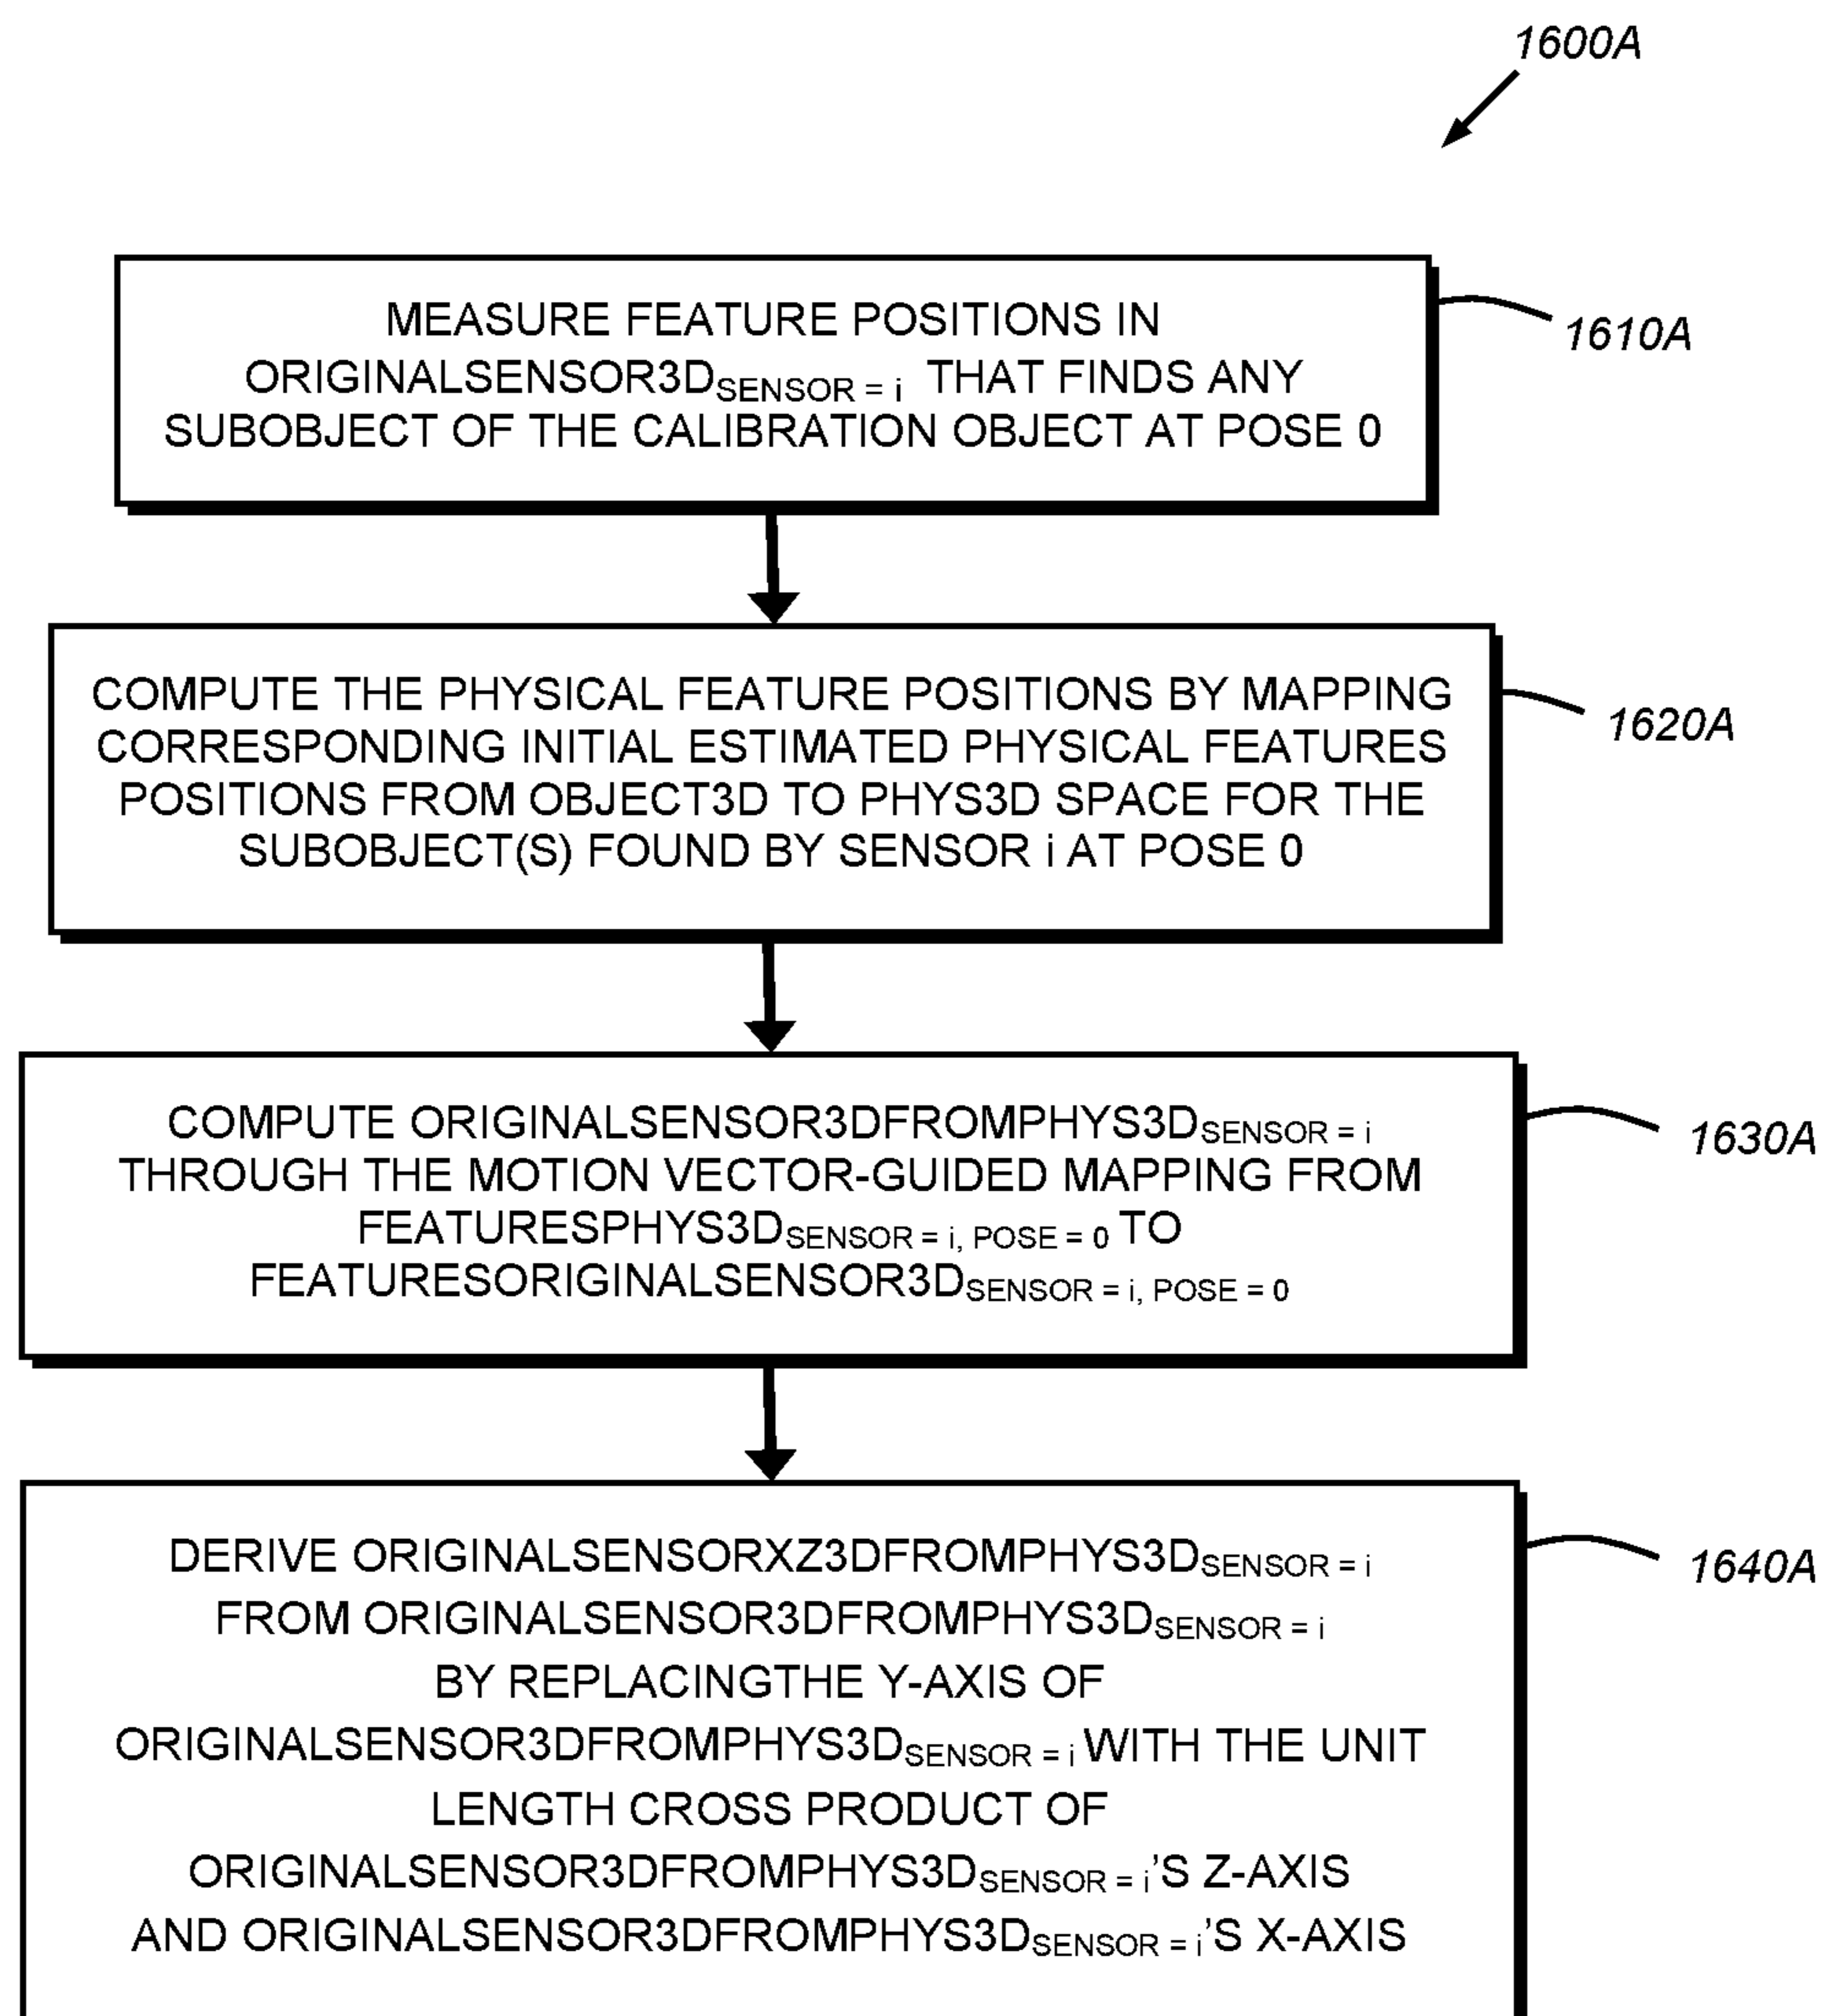 1600A
MEASURE FEATURE POSITIONS IN
ORIGINALSENSOR3DSENSOR = i THAT FINDS ANY
SUBOBJECT OF THE CALIBRATION OBJECT AT POSE 0
1610A
COMPUTE THE PHYSICAL FEATURE POSITIONS BY MAPPING
CORRESPONDING INITIAL ESTIMATED PHYSICAL FEATURES
POSITIONS FROM OBJECT3D TO PHYS3D SPACE FOR THE
SUBOBJECT(S) FOUND BY SENSOR i AT POSE 0
1620A
COMPUTE ORIGINALSENSOR3DFROMPHYS3DSENSOR = i
THROUGH THE MOTION VECTOR-GUIDED MAPPING FROM
FEATURESPHYS3DSENSOR = i, POSE = 0 TO
FEATURESORIGINALSENSOR3DSENSOR = i, POSE = 0
1630A
DERIVE ORIGINALSENSORXZ3DFROMPHYS3DSENSOR = i
FROM ORIGINALSENSOR3DFROMPHYS3DSENSOR = i
BY REPLACINGTHE Y-AXIS OF
ORIGINALSENSOR3DFROMPHYS3DSENSOR = i WITH THE UNIT
LENGTH CROSS PRODUCT OF
ORIGINALSENSOR3DFROMPHYS3DSENSOR = i'S Z-AXIS
AND ORIGINALSENSOR3DFROMPHYS3DSENSOR = i'S X-AXIS
1640A